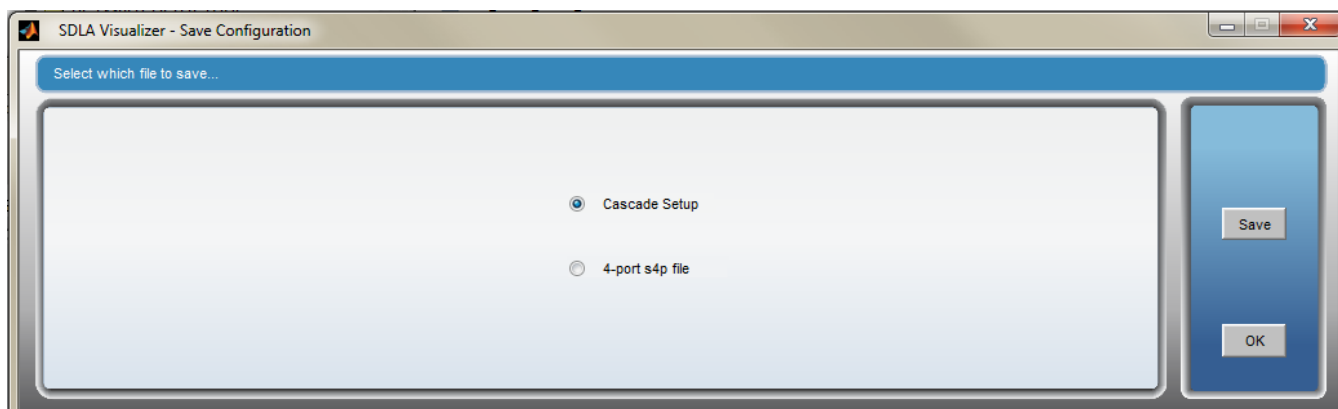 SDLA Visualizer - Save Configuration
Select which file to save...
Cascade Setup
4-port s4p file
Save
OK